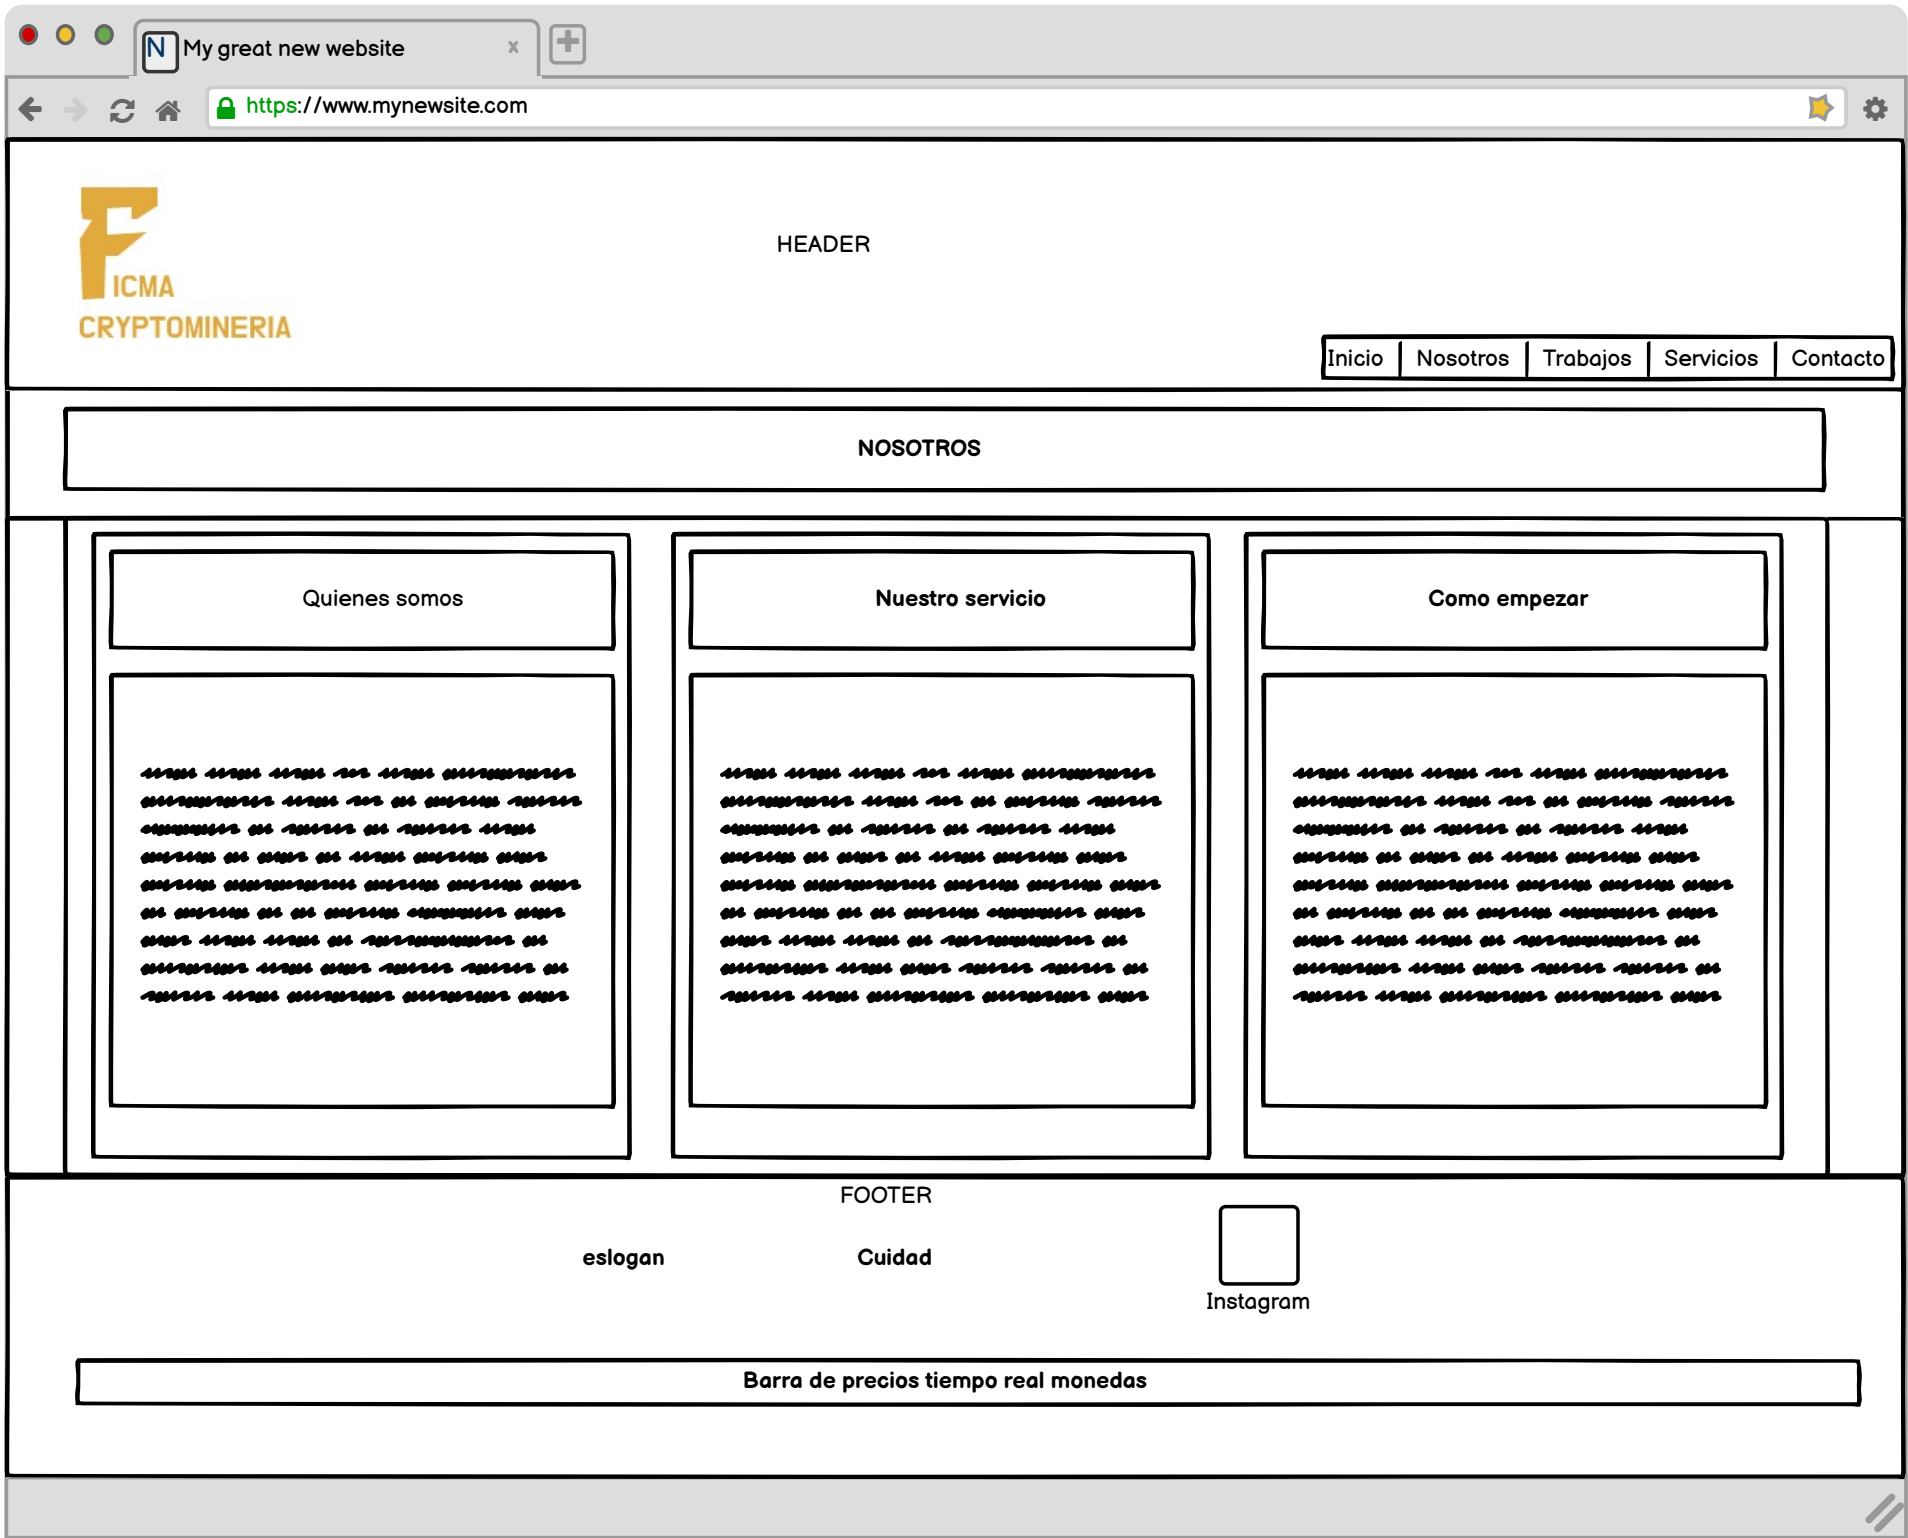 N My great new website x
https://www.mynewsite.com
FICMA
CRYPTOMINERIA
HEADER
Inicio Nosotros Trabajos Servicios Contacto
NOSOTROS
Quienes somos
Nuestro servicio
Como empezar
FOOTER
eslogan Cuidad
Instagram
Barra de precios tiempo real monedas